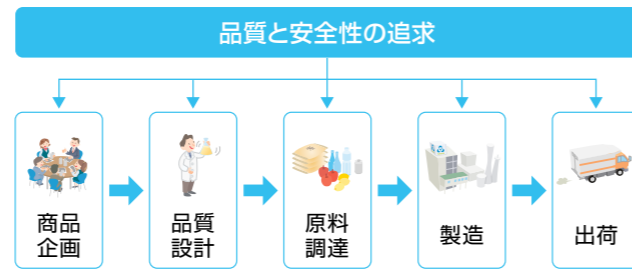 品質と安全性の追求
商品
企画
品質
設計
原料
調達
製造
出荷